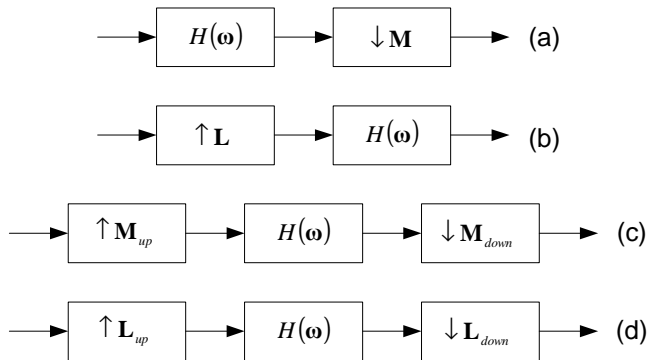 H(ω) ↓ M (a)
↑ L H(ω) (b)
↑ M_up H(ω) ↓ M_down (c)
↑ L_up H(ω) ↓ L_down (d)